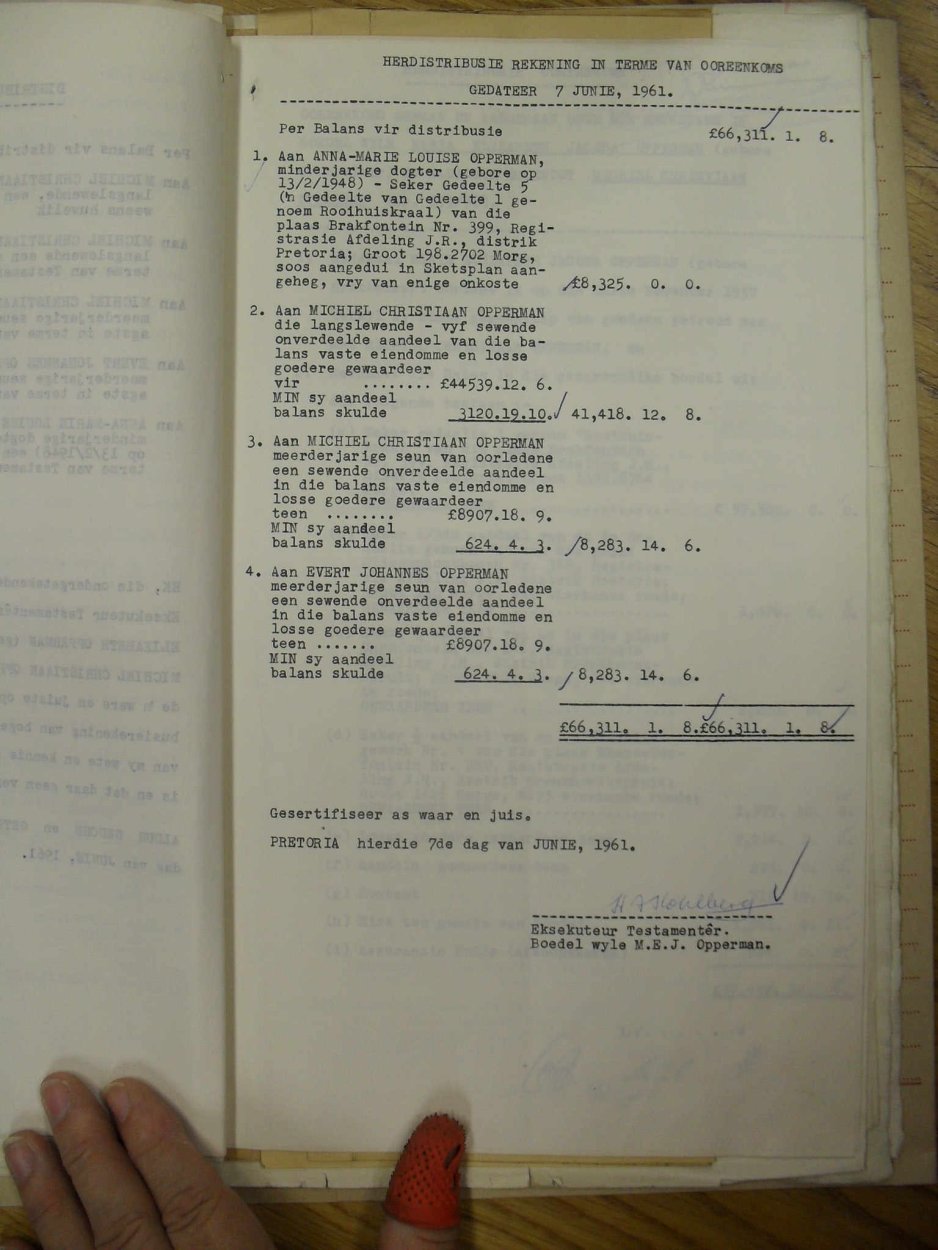 HERDISTRIBUSIE REKENING IN TERME VAN OOREENKOMS
GEDATEER 7 JUNIE, 1961.
Per Balans vir distribusie £66,311. 1. 8.
1. Aan ANNA-MARIE LOUISE OPPERMAN,
minderjarige dogter (gebore op
13/2/1948) - Seker Gedeelte 5
('n Gedeelte van Gedeelte 1 ge-
noem Rooihuiskraal) van die
plaas Brakfontein Nr. 399, Regi-
strasie Afdeling J.R., distrik
Pretoria; Groot 198.2702 Morg,
soos aangedui in Sketsplan aan-
geheg, vry van enige onkoste £8,325. 0. 0.
2. Aan MICHIEL CHRISTIAAN OPPERMAN
die langslewende - vyf sewende
onverdeelde aandeel van die ba-
lans vaste eiendomme en losse
goedere gewaardeer
vir ........ £44539.12. 6.
MIN sy aandeel
balans skulde 3120.19.10. 41,418. 12. 8.
3. Aan MICHIEL CHRISTIAAN OPPERMAN
meerderjarige seun van oorledene
een sewende onverdeelde aandeel
in die balans vaste eiendomme en
losse goedere gewaardeer
teen ........ £8907.18. 9.
MIN sy aandeel
balans skulde 624. 4. 3. 8,283. 14. 6.
4. Aan EVERT JOHANNES OPPERMAN
meerderjarige seun van oorledene
een sewende onverdeelde aandeel
in die balans vaste eiendomme en
losse goedere gewaardeer
teen ....... £8907.18. 9.
MIN sy aandeel
balans skulde 624. 4. 3. 8,283. 14. 6.
£66,311. 1. 8.£66,311. 1. 8.
Gesertifiseer as waar en juis.
PRETORIA hierdie 7de dag van JUNIE, 1961.
Eksekuteur Testamentêr.
Boedel wyle M.E.J. Opperman.